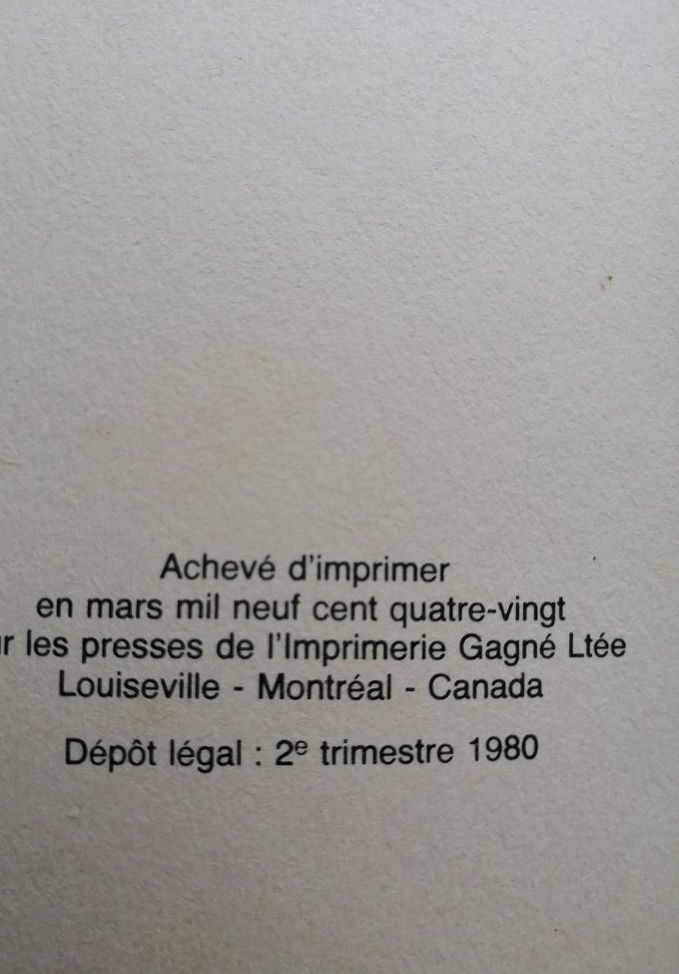 Achevé d'imprimer
en mars mil neuf cent quatre-vingt
les presses de l'Imprimerie Gagné Ltée
Louiseville - Montréal - Canada
Dépôt légal : 2e trimestre 1980